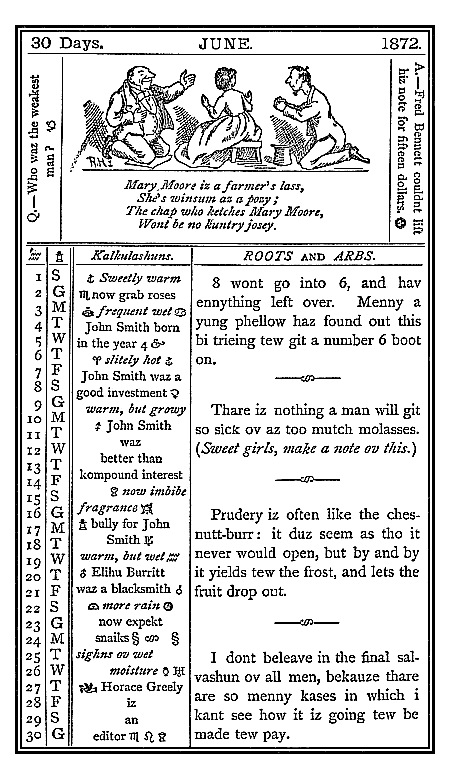 30 Days. JUNE. 1872.
Q.—Who waz the weakest
man?
R.H.
Mary Moore iz a farmer's lass,
She's winsum az a posy;
The chap who ketches Mary Moore,
Wont be no kuntry josey.
A.—Fred Bennett couldnt lift
hiz note for fifteen dollars.
Kalkulashuns.
ROOTS AND ARBS.
1 S
2 G
3 M
4 T
5 W
6 T
7 F
8 S
9 G
10 M
11 T
12 W
13 T
14 F
15 S
16 G
17 M
18 T
19 W
20 T
21 F
22 S
23 G
24 M
25 T
26 W
27 T
28 F
29 S
30 G
Sweetly warm
♏ now grab roses
frequent wet
John Smith born
in the year 4
♈ slitely hot
John Smith waz a
good investment
warm, but growy
John Smith
waz
better than
kompound interest
now imbibe
fragrance
bully for John
Smith
warm, but wet ♒
Elihu Burritt
waz a blacksmith
more rain
now expekt
snaiks § §
sighns ov wet
moisture
Horace Greely
iz
an
editor ♏ ♌
8 wont go into 6, and hav
ennything left over. Menny a
yung phellow haz found out this
bi trieing tew git a number 6 boot
on.
Thare iz nothing a man will git
so sick ov az too mutch molasses.
(Sweet girls, make a note ov this.)
Prudery iz often like the ches-
nutt-burr: it duz seem as tho it
never would open, but by and by
it yields tew the frost, and lets the
fruit drop out.
I dont beleave in the final sal-
vashun ov all men, bekauze thare
are so menny kases in which i
kant see how it iz going tew be
made tew pay.